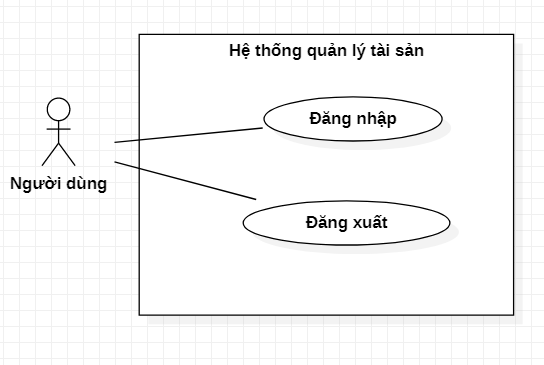 Hệ thống quản lý tài sản
Đăng nhập
Người dùng
Đăng xuất